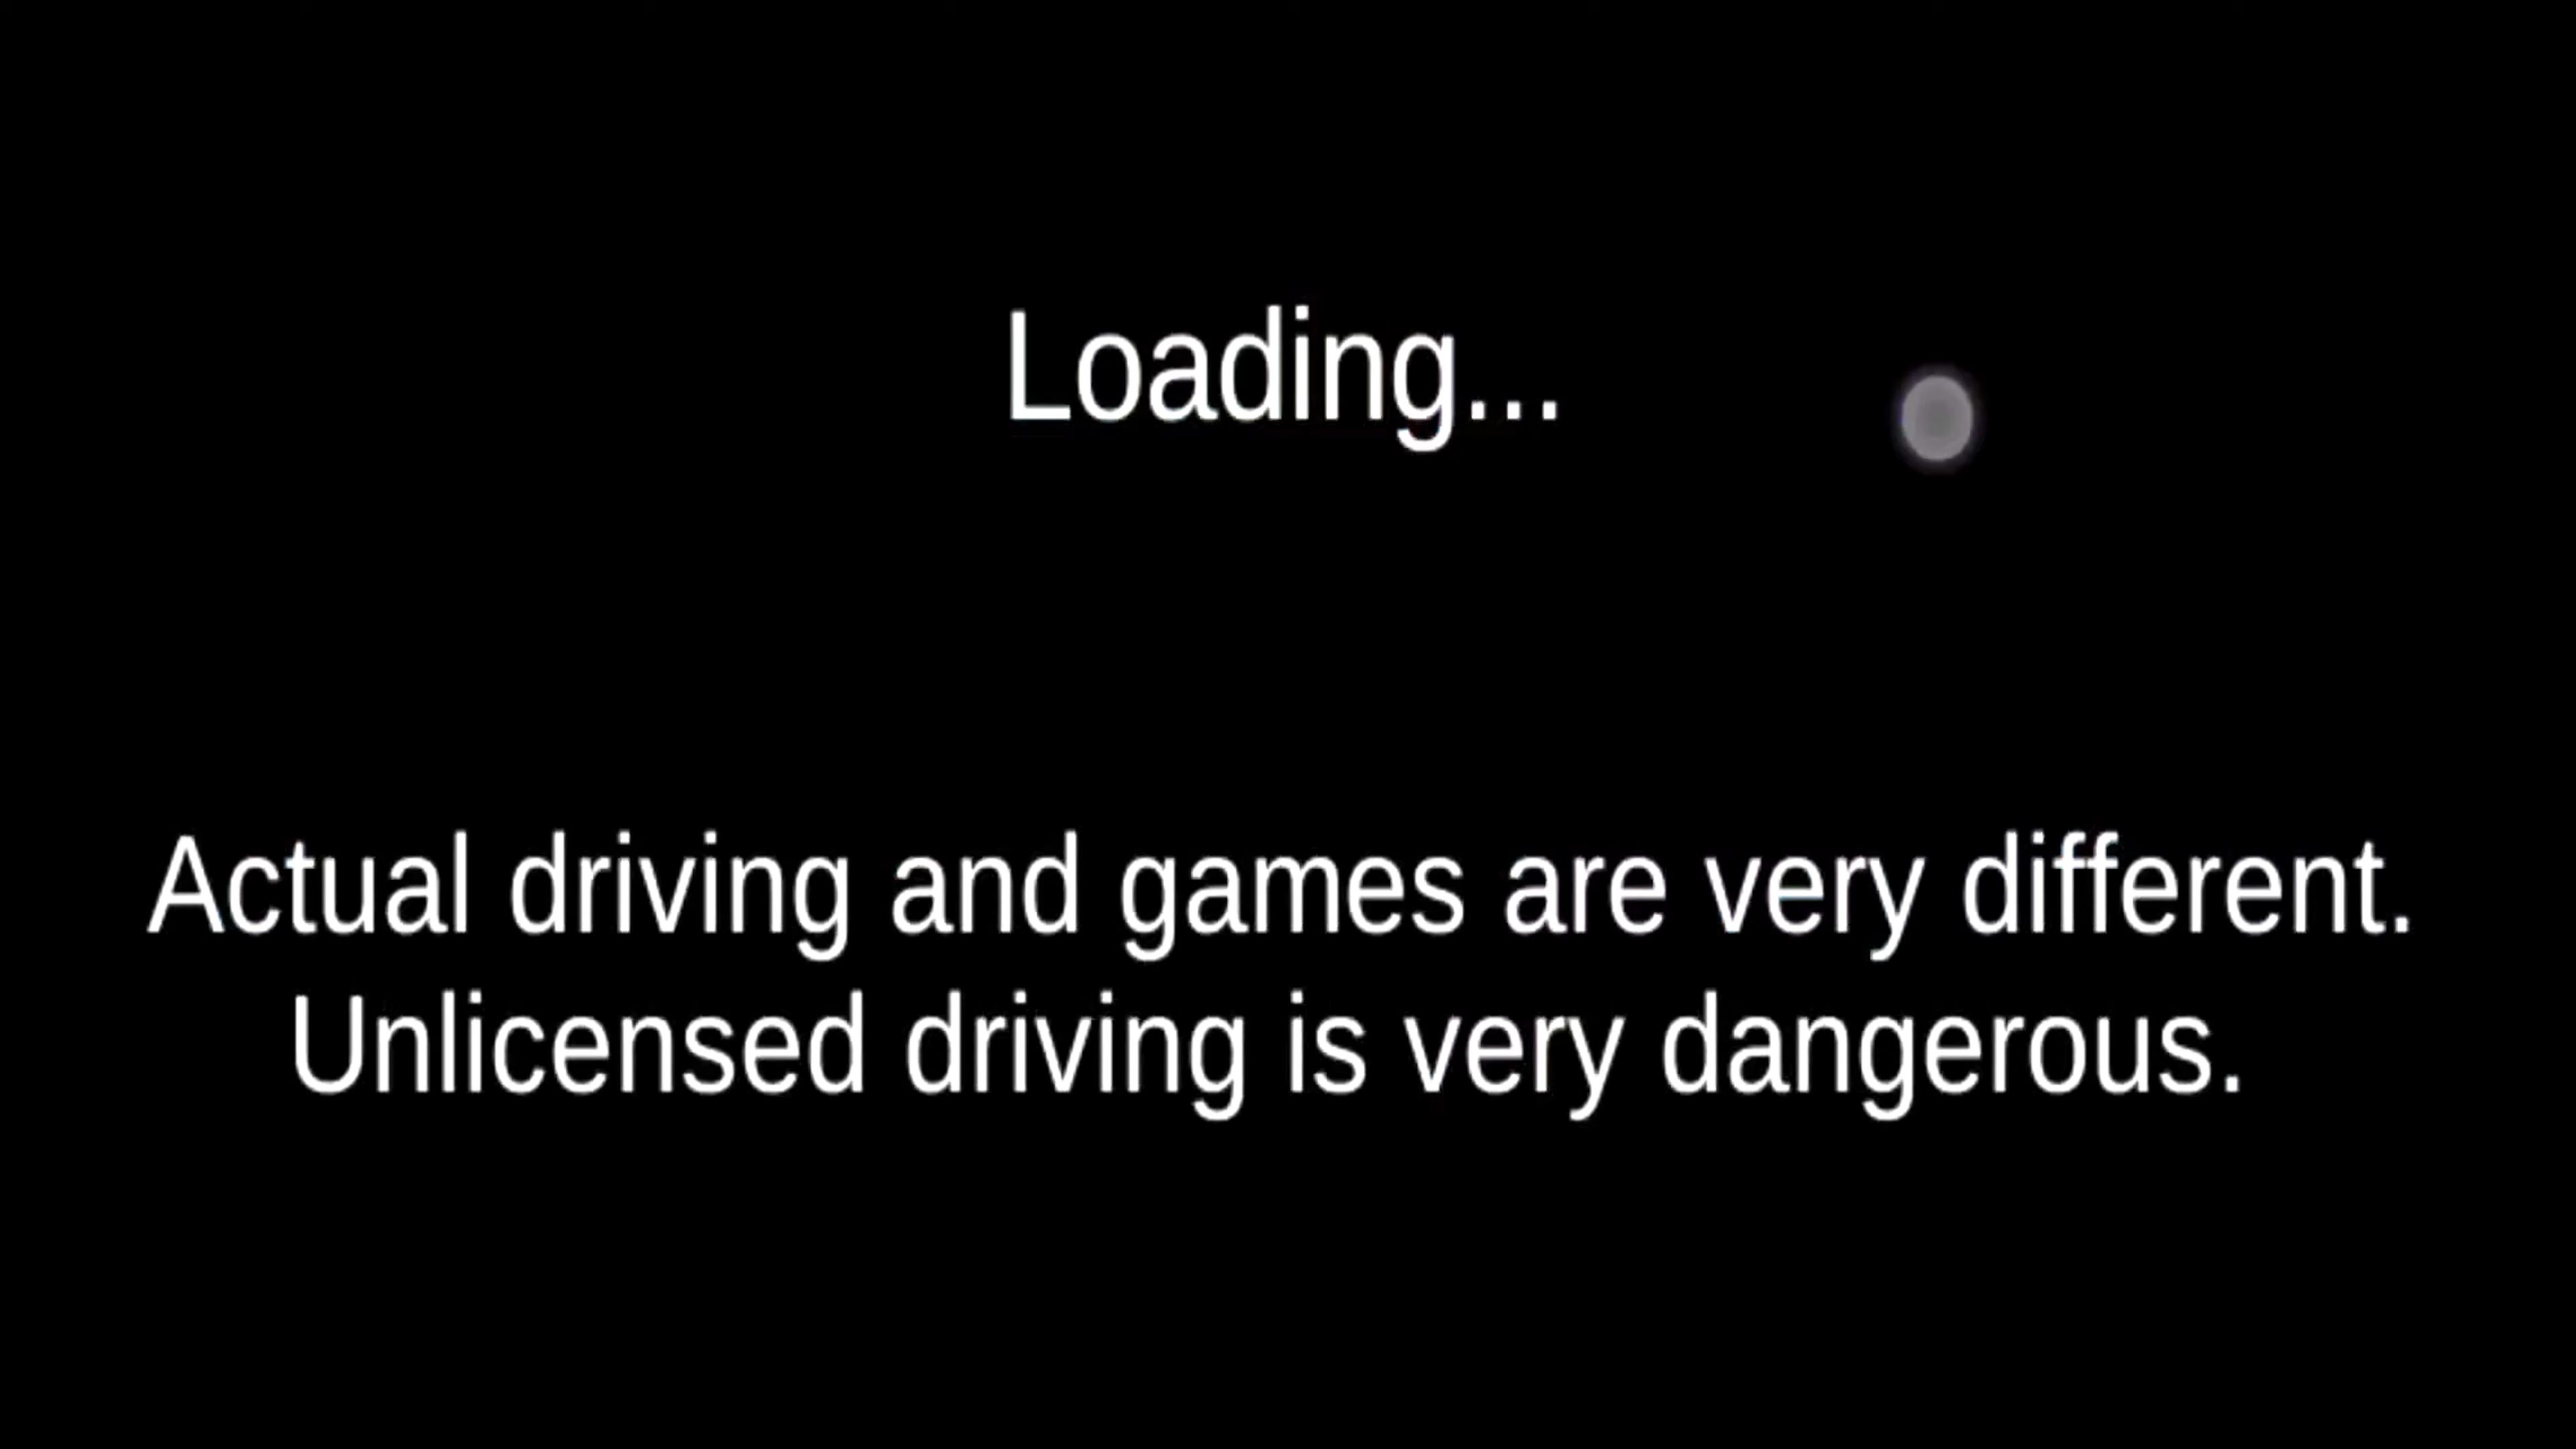 Loading...
Actual driving and games are very different.
Unlicensed driving is very dangerous.